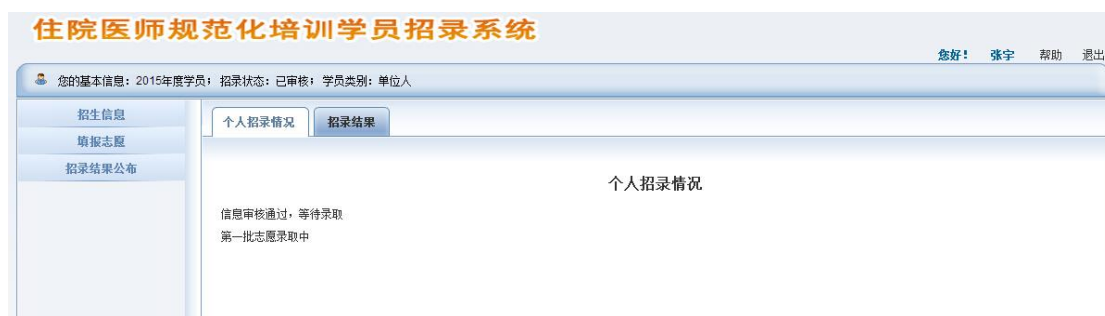 住院医师规范化培训学员招录系统
您好！ 张宇 帮助 退出
您的基本信息：2015年度学员；招录状态：已审核；学员类别：单位人
招生信息
填报志愿
招录结果公布
个人招录情况 招录结果
个人招录情况
信息审核通过，等待录取
第一批志愿录取中